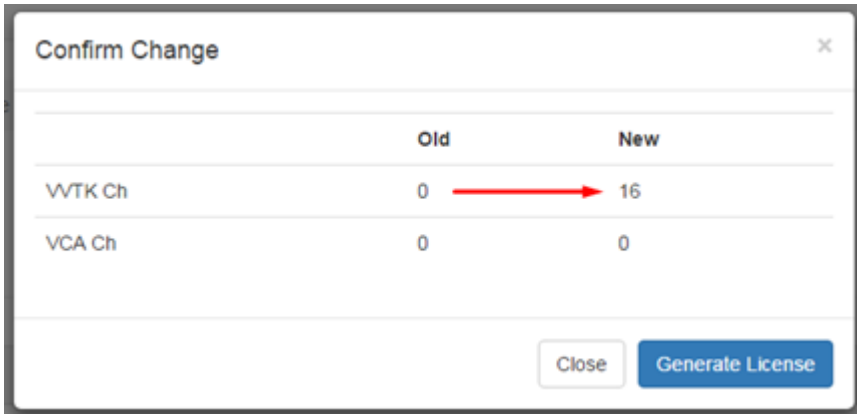 Confirm Change ×
Old New
VVTK Ch 0 16
VCA Ch 0 0
Close Generate License